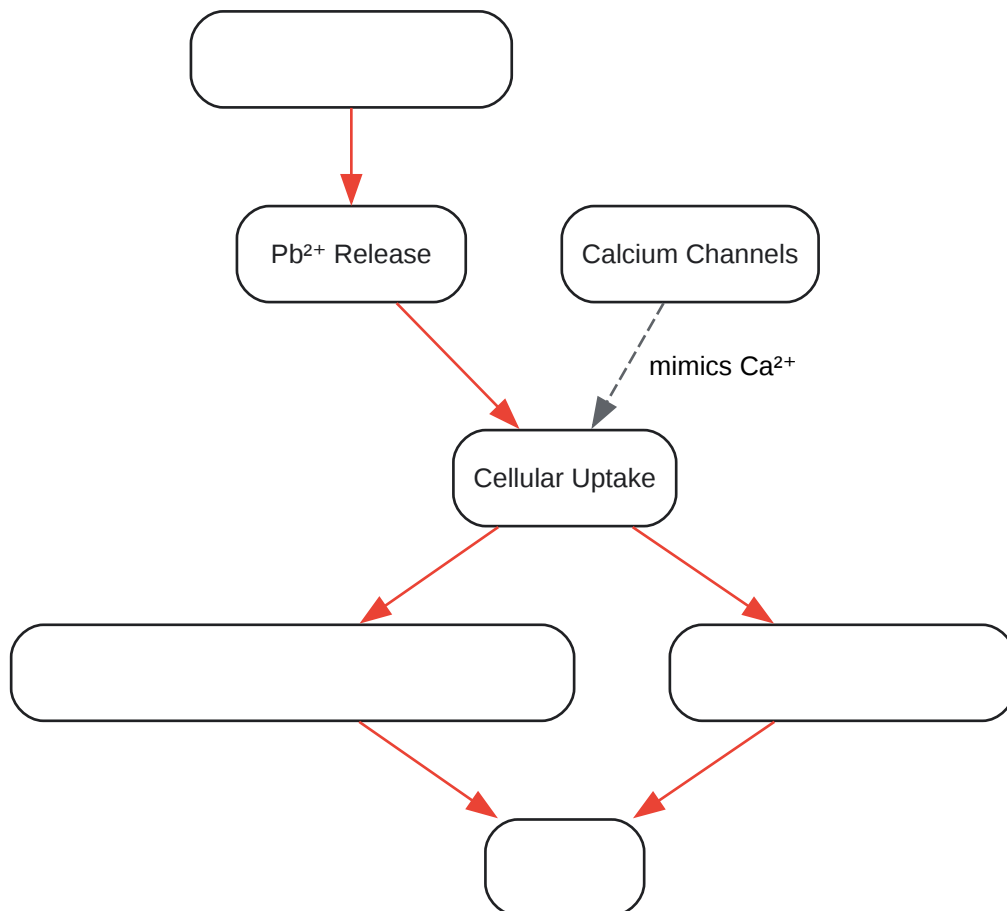 Pb²⁺ Release
Calcium Channels
mimics Ca²⁺
Cellular Uptake